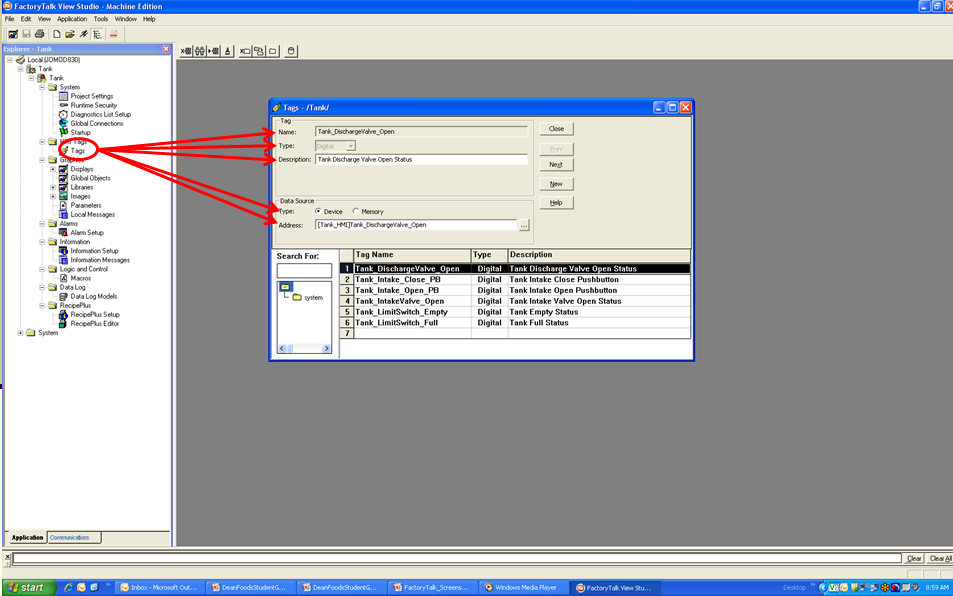 FactoryTalk View Studio - Machine Edition
File Edit View Application Tools Window Help
Explorer - Tank
Local (JOMOD830)
Tank
Tank
System
Project Settings
Runtime Security
Diagnostics List Setup
Global Connections
Startup
HMI Tags
Tags
Graphics
Displays
Global Objects
Libraries
Images
Parameters
Local Messages
Alarms
Alarm Setup
Information
Information Setup
Information Messages
Logic and Control
Macros
Data Log
Data Log Models
RecipePlus
RecipePlus Setup
RecipePlus Editor
System
Application Communications
Tags - /Tank/
Tag
Name: Tank_DischargeValve_Open
Type: Digital
Description: Tank Discharge Valve Open Status
Close
Prev
Next
New
Help
Data Source
Type: Device Memory
Address: [Tank_HMI]Tank_DischargeValve_Open ...
Search For:
system
Tag Name Type Description
1 Tank_DischargeValve_Open Digital Tank Discharge Valve Open Status
2 Tank_Intake_Close_PB Digital Tank Intake Close Pushbutton
3 Tank_Intake_Open_PB Digital Tank Intake Open Pushbutton
4 Tank_IntakeValve_Open Digital Tank Intake Valve Open Status
5 Tank_LimitSwitch_Empty Digital Tank Empty Status
6 Tank_LimitSwitch_Full Digital Tank Full Status
7
Clear Clear All
start Inbox - Microsoft Out... DeanFoodsStudentG... DeanFoodsStudentG... FactoryTalk_Screens... Windows Media Player FactoryTalk View Stu... Desktop 8:59 AM